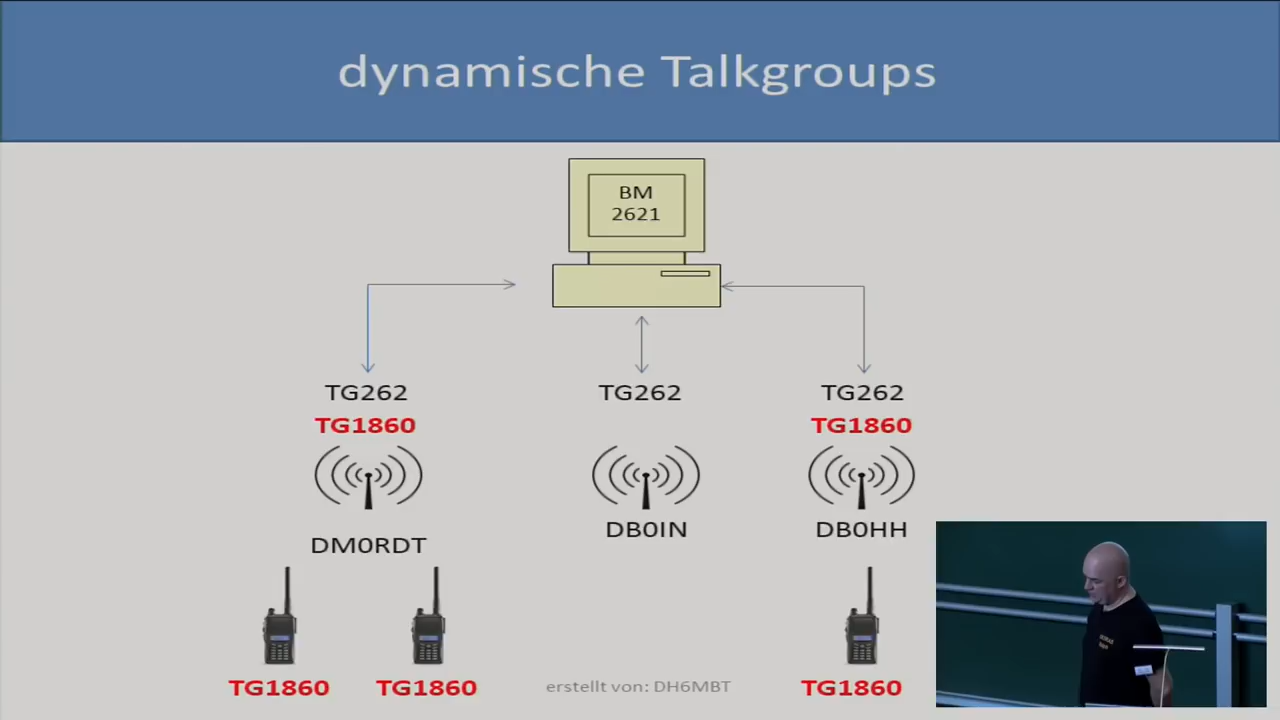 dynamische Talkgroups
BM
2621
TG262
TG1860
TG262
TG262
TG1860
DM0RDT
DB0IN
DB0HH
TG1860
TG1860
TG1860
erstellt von: DH6MBT